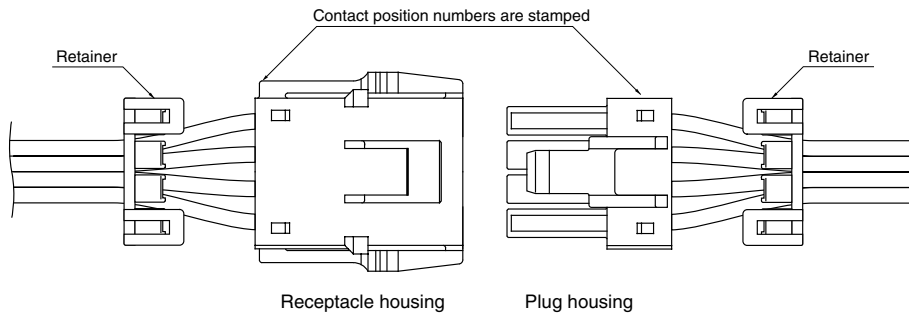 Contact position numbers are stamped
Retainer
Retainer
Receptacle housing
Plug housing